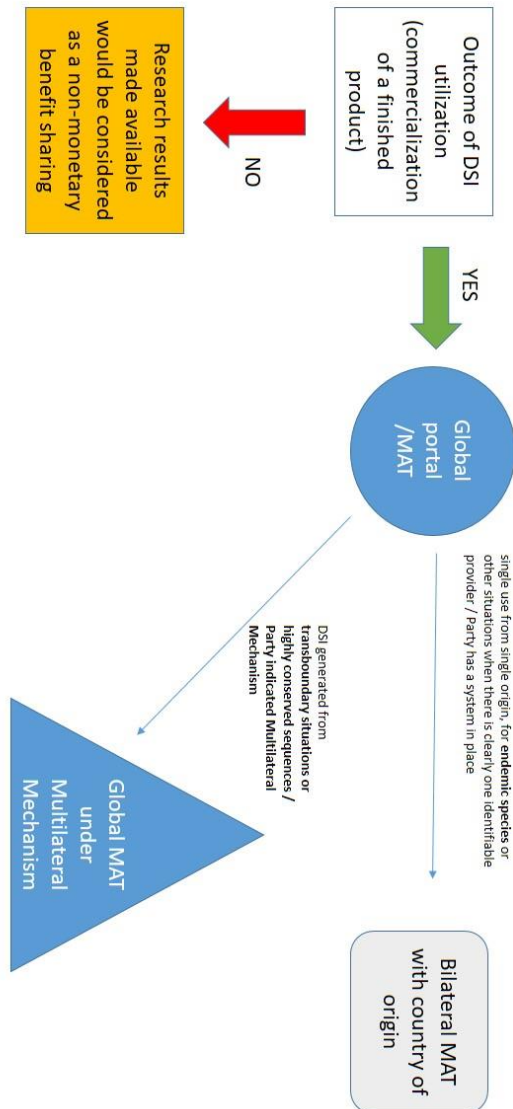 Outcome of DSI
utilization
(commercialization
of a finished
product)
YES
Global
portal
/MAT
single use from single origin, for endemic species or
other situations when there is clearly one identifiable
provider / Party has a system in place
Bilateral MAT
with country of
origin
NO
Research results
made available
would be considered
as a non-monetary
benefit sharing
DSI generated from
transboundary situations or
highly conserved sequences /
Party indicated Multilateral
Mechanism
Global MAT
under
Multilateral
Mechanism